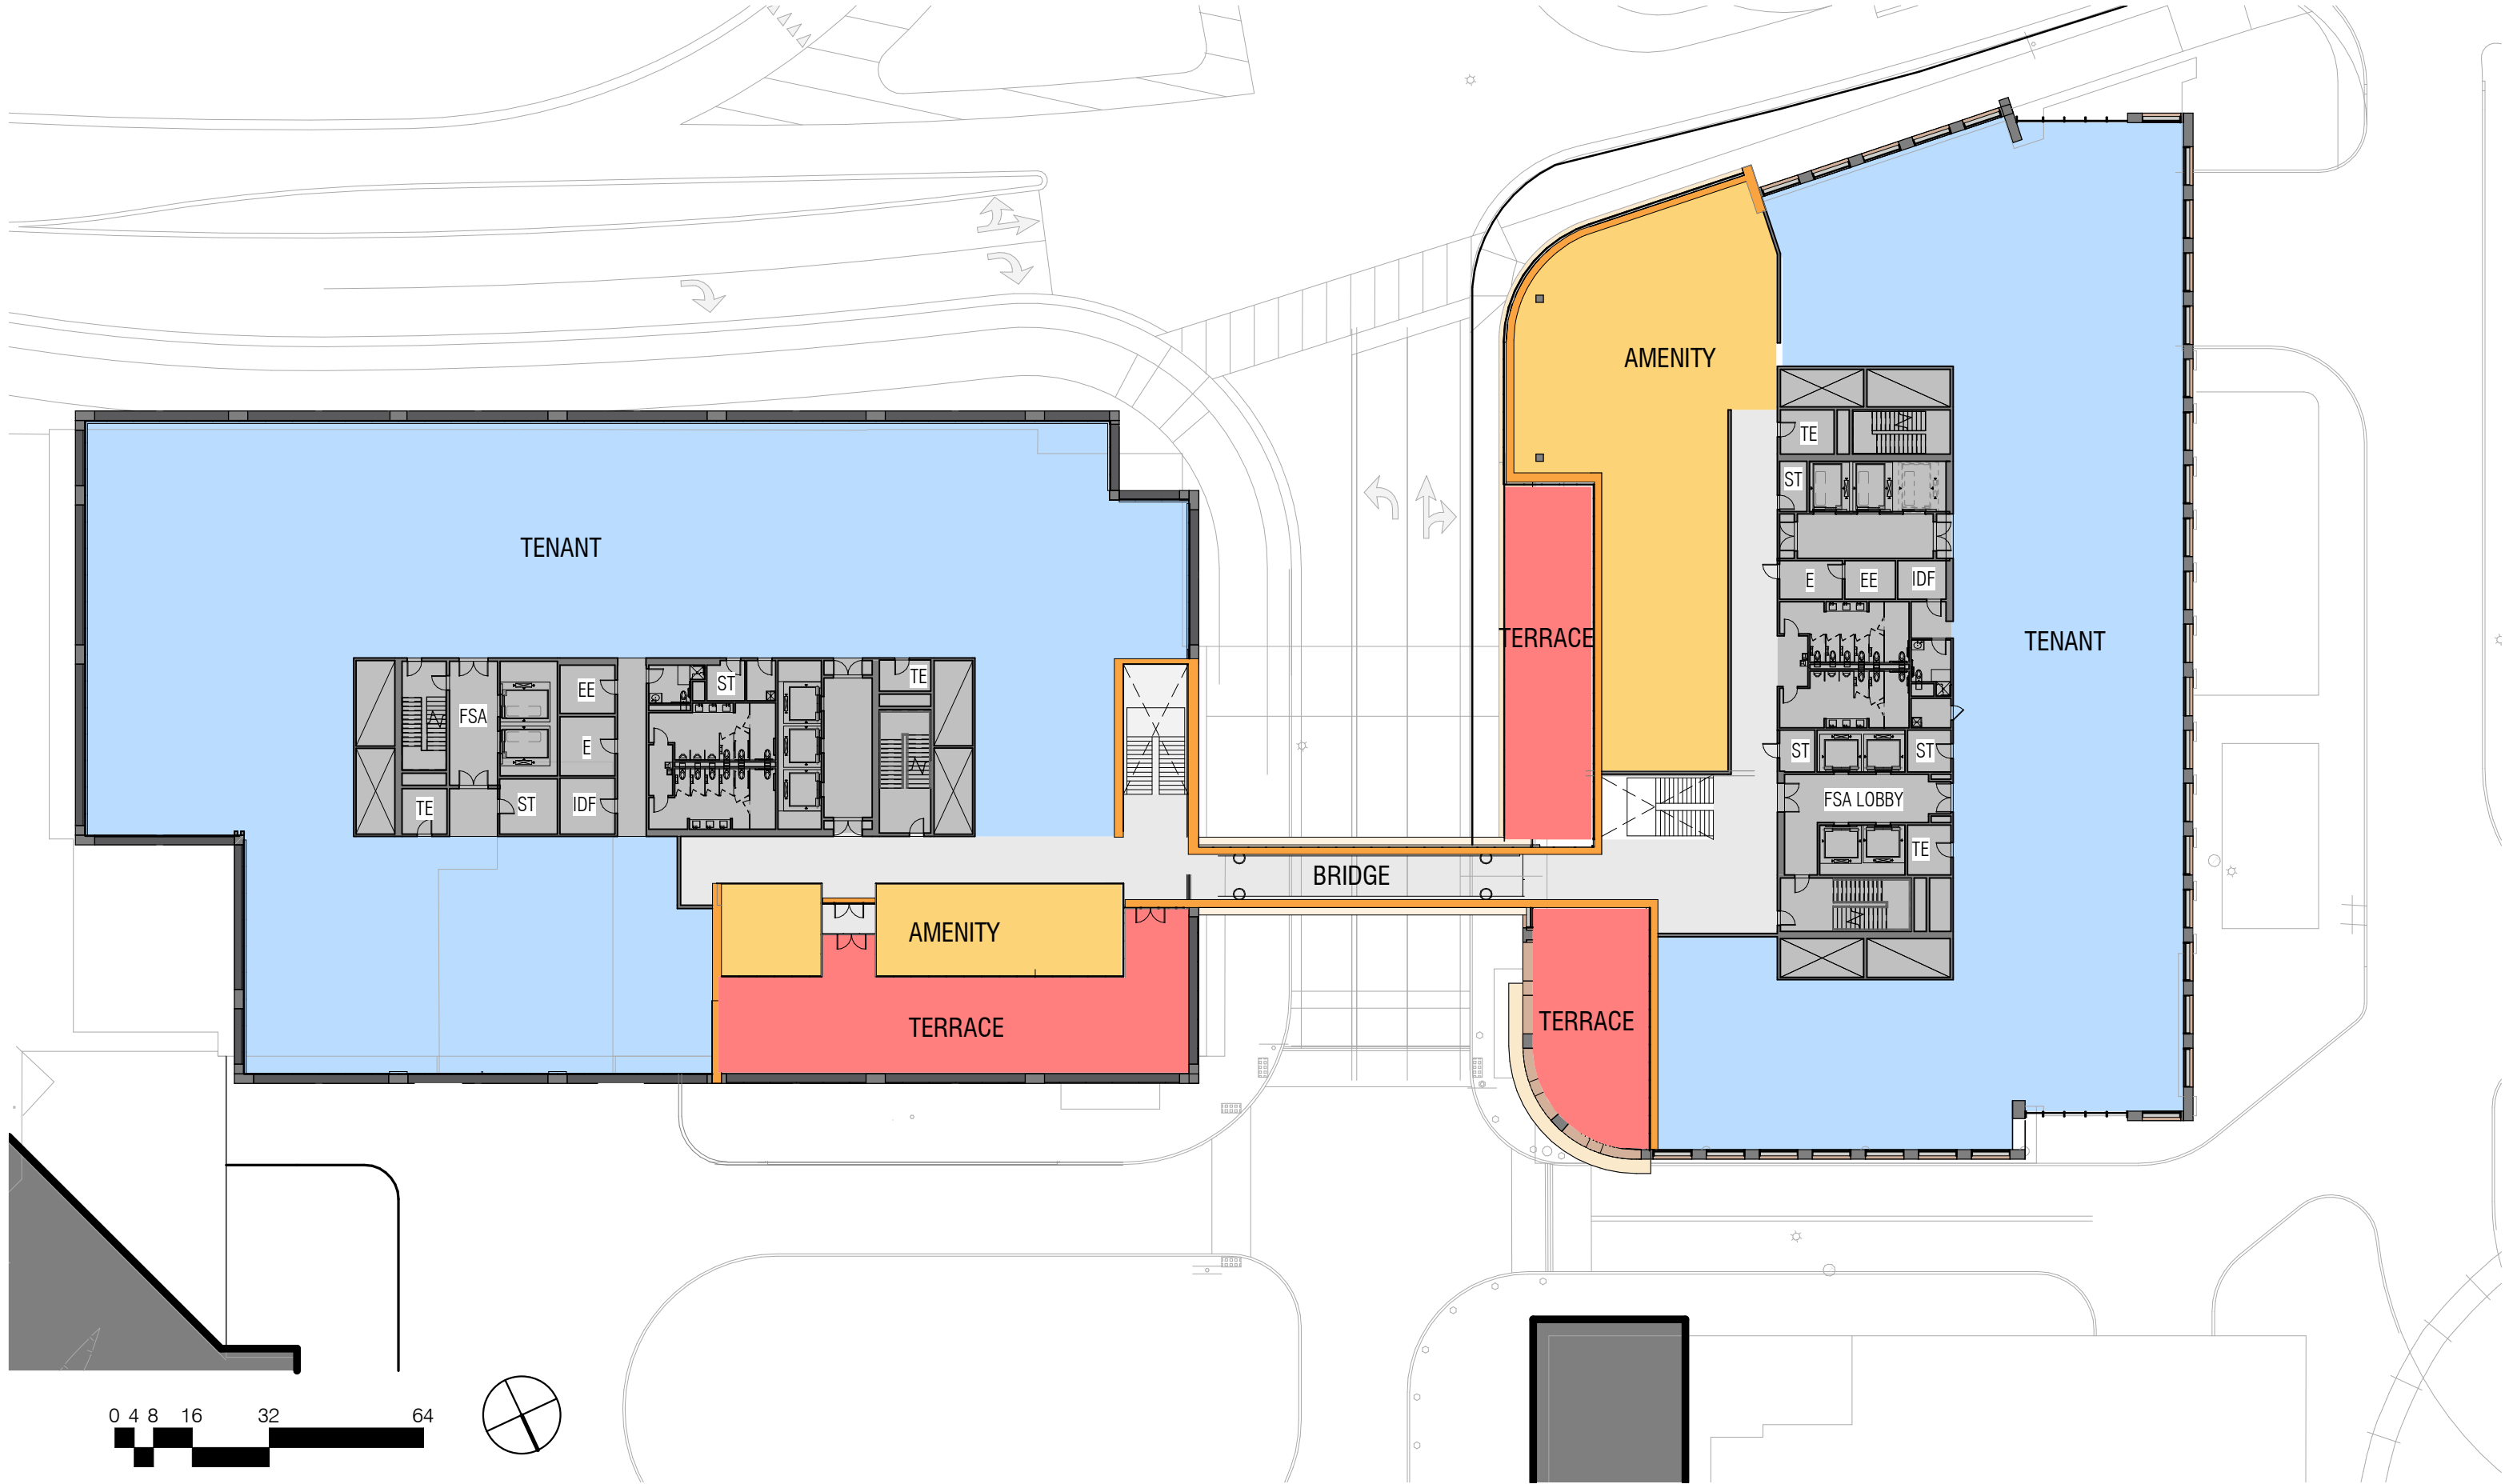 AMENITY
TE
ST
TENANT
E EE IDF
TERRACE
TENANT
TE
ST
EE
FSA
E
ST ST
TE ST IDF
FSA LOBBY
TE
BRIDGE
AMENITY
TERRACE
TERRACE
0 4 8 16 32 64